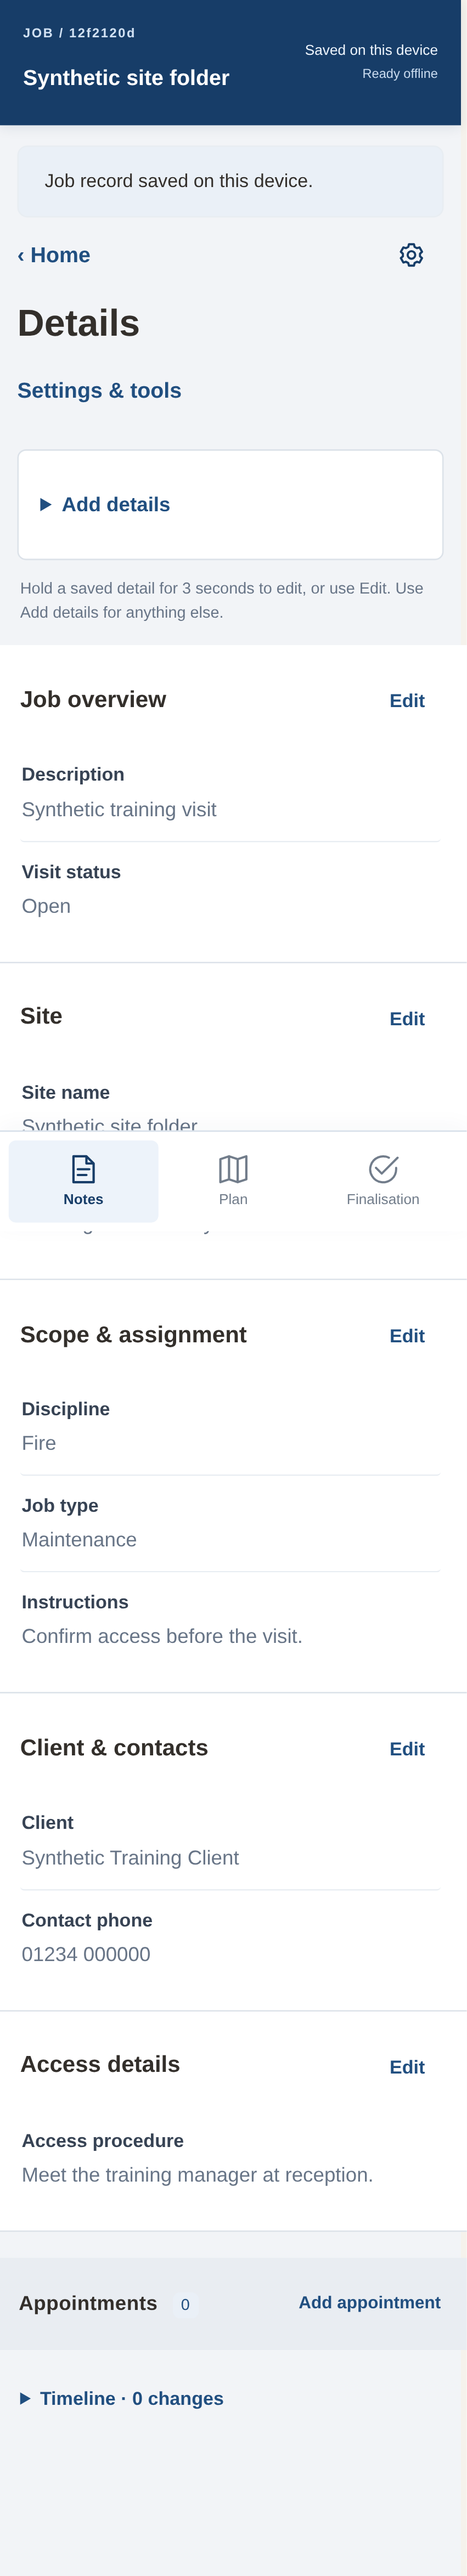 JOB / 12f2120d
Synthetic site folder
Saved on this device
Ready offline
Job record saved on this device.
‹ Home
Details
Settings & tools
Add details
Hold a saved detail for 3 seconds to edit, or use Edit. Use
Add details for anything else.
Job overview
Edit
Description
Synthetic training visit
Visit status
Open
Site
Edit
Site name
Synthetic site folder
Notes
Plan
Finalisation
Scope & assignment
Edit
Discipline
Fire
Job type
Maintenance
Instructions
Confirm access before the visit.
Client & contacts
Edit
Client
Synthetic Training Client
Contact phone
01234 000000
Access details
Edit
Access procedure
Meet the training manager at reception.
Appointments 0
Add appointment
Timeline · 0 changes